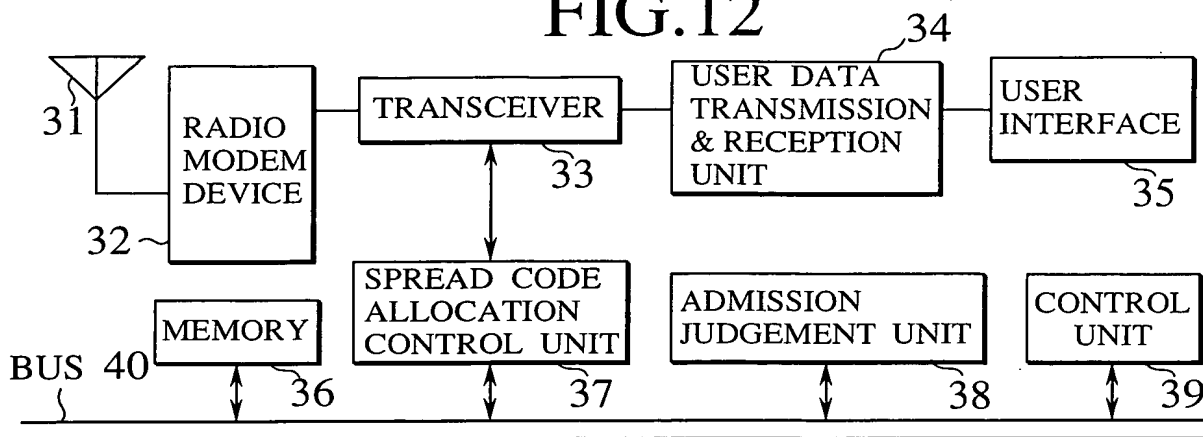 FIG.12
31
RADIO
MODEM
DEVICE
32
TRANSCEIVER
33
34
USER DATA
TRANSMISSION
& RECEPTION
UNIT
USER
INTERFACE
35
MEMORY
36
SPREAD CODE
ALLOCATION
CONTROL UNIT
37
ADMISSION
JUDGEMENT UNIT
38
CONTROL
UNIT
39
BUS 40